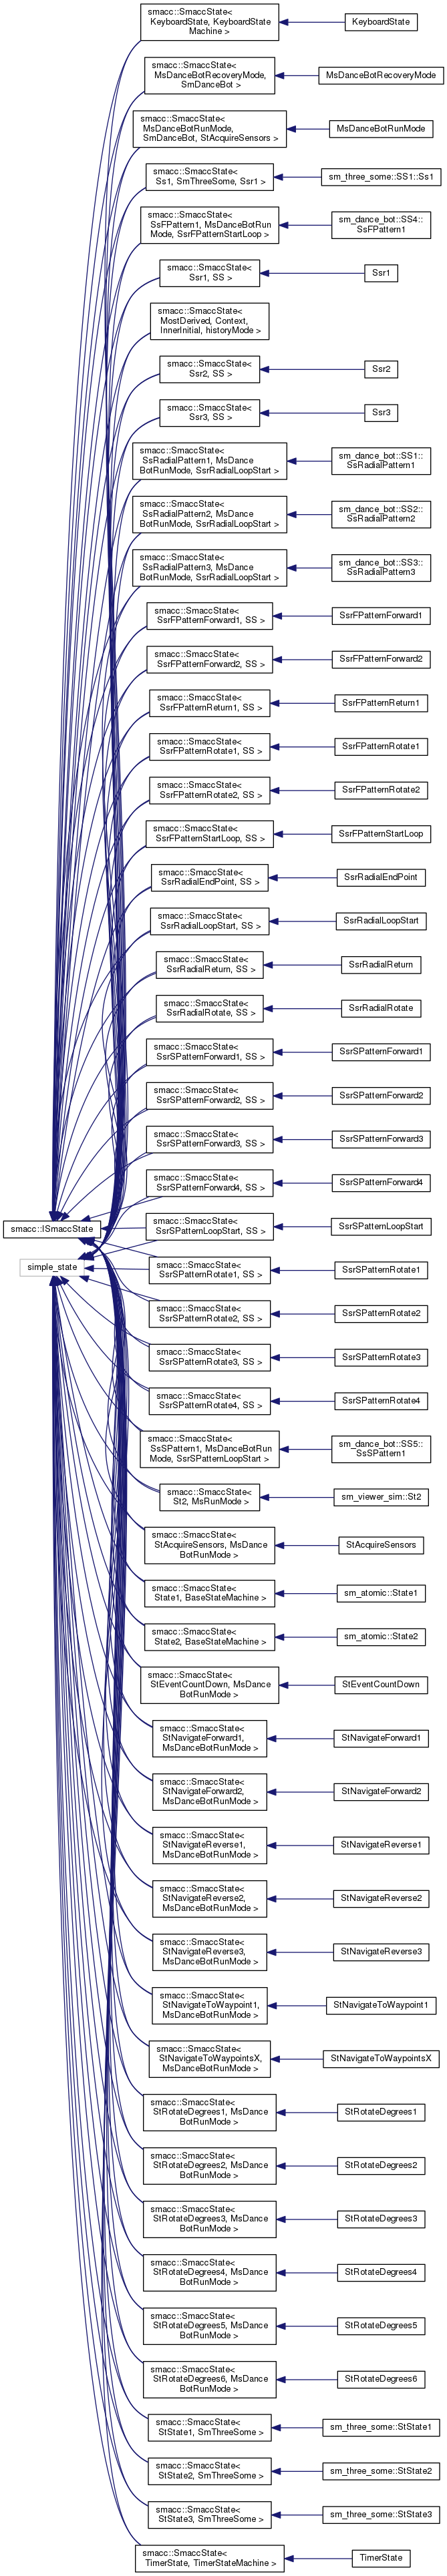 smacc::SmaccState<
KeyboardState, KeyboardState
Machine >
KeyboardState
smacc::SmaccState<
MsDanceBotRecoveryMode,
SmDanceBot >
MsDanceBotRecoveryMode
smacc::SmaccState<
MsDanceBotRunMode,
SmDanceBot, StAcquireSensors >
MsDanceBotRunMode
smacc::SmaccState<
Ss1, SmThreeSome, Ssr1 >
sm_three_some::SS1::Ss1
smacc::SmaccState<
SsFPattern1, MsDanceBotRun
Mode, SsrFPatternStartLoop >
sm_dance_bot::SS4::
SsFPattern1
smacc::SmaccState<
Ssr1, SS >
Ssr1
smacc::SmaccState<
MostDerived, Context,
InnerInitial, historyMode >
smacc::SmaccState<
Ssr2, SS >
Ssr2
smacc::SmaccState<
Ssr3, SS >
Ssr3
smacc::SmaccState<
SsRadialPattern1, MsDance
BotRunMode, SsrRadialLoopStart >
sm_dance_bot::SS1::
SsRadialPattern1
smacc::SmaccState<
SsRadialPattern2, MsDance
BotRunMode, SsrRadialLoopStart >
sm_dance_bot::SS2::
SsRadialPattern2
smacc::SmaccState<
SsRadialPattern3, MsDance
BotRunMode, SsrRadialLoopStart >
sm_dance_bot::SS3::
SsRadialPattern3
smacc::SmaccState<
SsrFPatternForward1, SS >
SsrFPatternForward1
smacc::SmaccState<
SsrFPatternForward2, SS >
SsrFPatternForward2
smacc::SmaccState<
SsrFPatternReturn1, SS >
SsrFPatternReturn1
smacc::SmaccState<
SsrFPatternRotate1, SS >
SsrFPatternRotate1
smacc::SmaccState<
SsrFPatternRotate2, SS >
SsrFPatternRotate2
smacc::SmaccState<
SsrFPatternStartLoop, SS >
SsrFPatternStartLoop
smacc::SmaccState<
SsrRadialEndPoint, SS >
SsrRadialEndPoint
smacc::SmaccState<
SsrRadialLoopStart, SS >
SsrRadialLoopStart
smacc::SmaccState<
SsrRadialReturn, SS >
SsrRadialReturn
smacc::SmaccState<
SsrRadialRotate, SS >
SsrRadialRotate
smacc::SmaccState<
SsrSPatternForward1, SS >
SsrSPatternForward1
smacc::SmaccState<
SsrSPatternForward2, SS >
SsrSPatternForward2
smacc::SmaccState<
SsrSPatternForward3, SS >
SsrSPatternForward3
smacc::SmaccState<
SsrSPatternForward4, SS >
SsrSPatternForward4
smacc::ISmaccState
smacc::SmaccState<
SsrSPatternLoopStart, SS >
SsrSPatternLoopStart
simple_state
smacc::SmaccState<
SsrSPatternRotate1, SS >
SsrSPatternRotate1
smacc::SmaccState<
SsrSPatternRotate2, SS >
SsrSPatternRotate2
smacc::SmaccState<
SsrSPatternRotate3, SS >
SsrSPatternRotate3
smacc::SmaccState<
SsrSPatternRotate4, SS >
SsrSPatternRotate4
smacc::SmaccState<
SsSPattern1, MsDanceBotRun
Mode, SsrSPatternLoopStart >
sm_dance_bot::SS5::
SsSPattern1
smacc::SmaccState<
St2, MsRunMode >
sm_viewer_sim::St2
smacc::SmaccState<
StAcquireSensors, MsDance
BotRunMode >
StAcquireSensors
smacc::SmaccState<
State1, BaseStateMachine >
sm_atomic::State1
smacc::SmaccState<
State2, BaseStateMachine >
sm_atomic::State2
smacc::SmaccState<
StEventCountDown, MsDance
BotRunMode >
StEventCountDown
smacc::SmaccState<
StNavigateForward1,
MsDanceBotRunMode >
StNavigateForward1
smacc::SmaccState<
StNavigateForward2,
MsDanceBotRunMode >
StNavigateForward2
smacc::SmaccState<
StNavigateReverse1,
MsDanceBotRunMode >
StNavigateReverse1
smacc::SmaccState<
StNavigateReverse2,
MsDanceBotRunMode >
StNavigateReverse2
smacc::SmaccState<
StNavigateReverse3,
MsDanceBotRunMode >
StNavigateReverse3
smacc::SmaccState<
StNavigateToWaypoint1,
MsDanceBotRunMode >
StNavigateToWaypoint1
smacc::SmaccState<
StNavigateToWaypointsX,
MsDanceBotRunMode >
StNavigateToWaypointsX
smacc::SmaccState<
StRotateDegrees1, MsDance
BotRunMode >
StRotateDegrees1
smacc::SmaccState<
StRotateDegrees2, MsDance
BotRunMode >
StRotateDegrees2
smacc::SmaccState<
StRotateDegrees3, MsDance
BotRunMode >
StRotateDegrees3
smacc::SmaccState<
StRotateDegrees4, MsDance
BotRunMode >
StRotateDegrees4
smacc::SmaccState<
StRotateDegrees5, MsDance
BotRunMode >
StRotateDegrees5
smacc::SmaccState<
StRotateDegrees6, MsDance
BotRunMode >
StRotateDegrees6
smacc::SmaccState<
StState1, SmThreeSome >
sm_three_some::StState1
smacc::SmaccState<
StState2, SmThreeSome >
sm_three_some::StState2
smacc::SmaccState<
StState3, SmThreeSome >
sm_three_some::StState3
smacc::SmaccState<
TimerState, TimerStateMachine >
TimerState